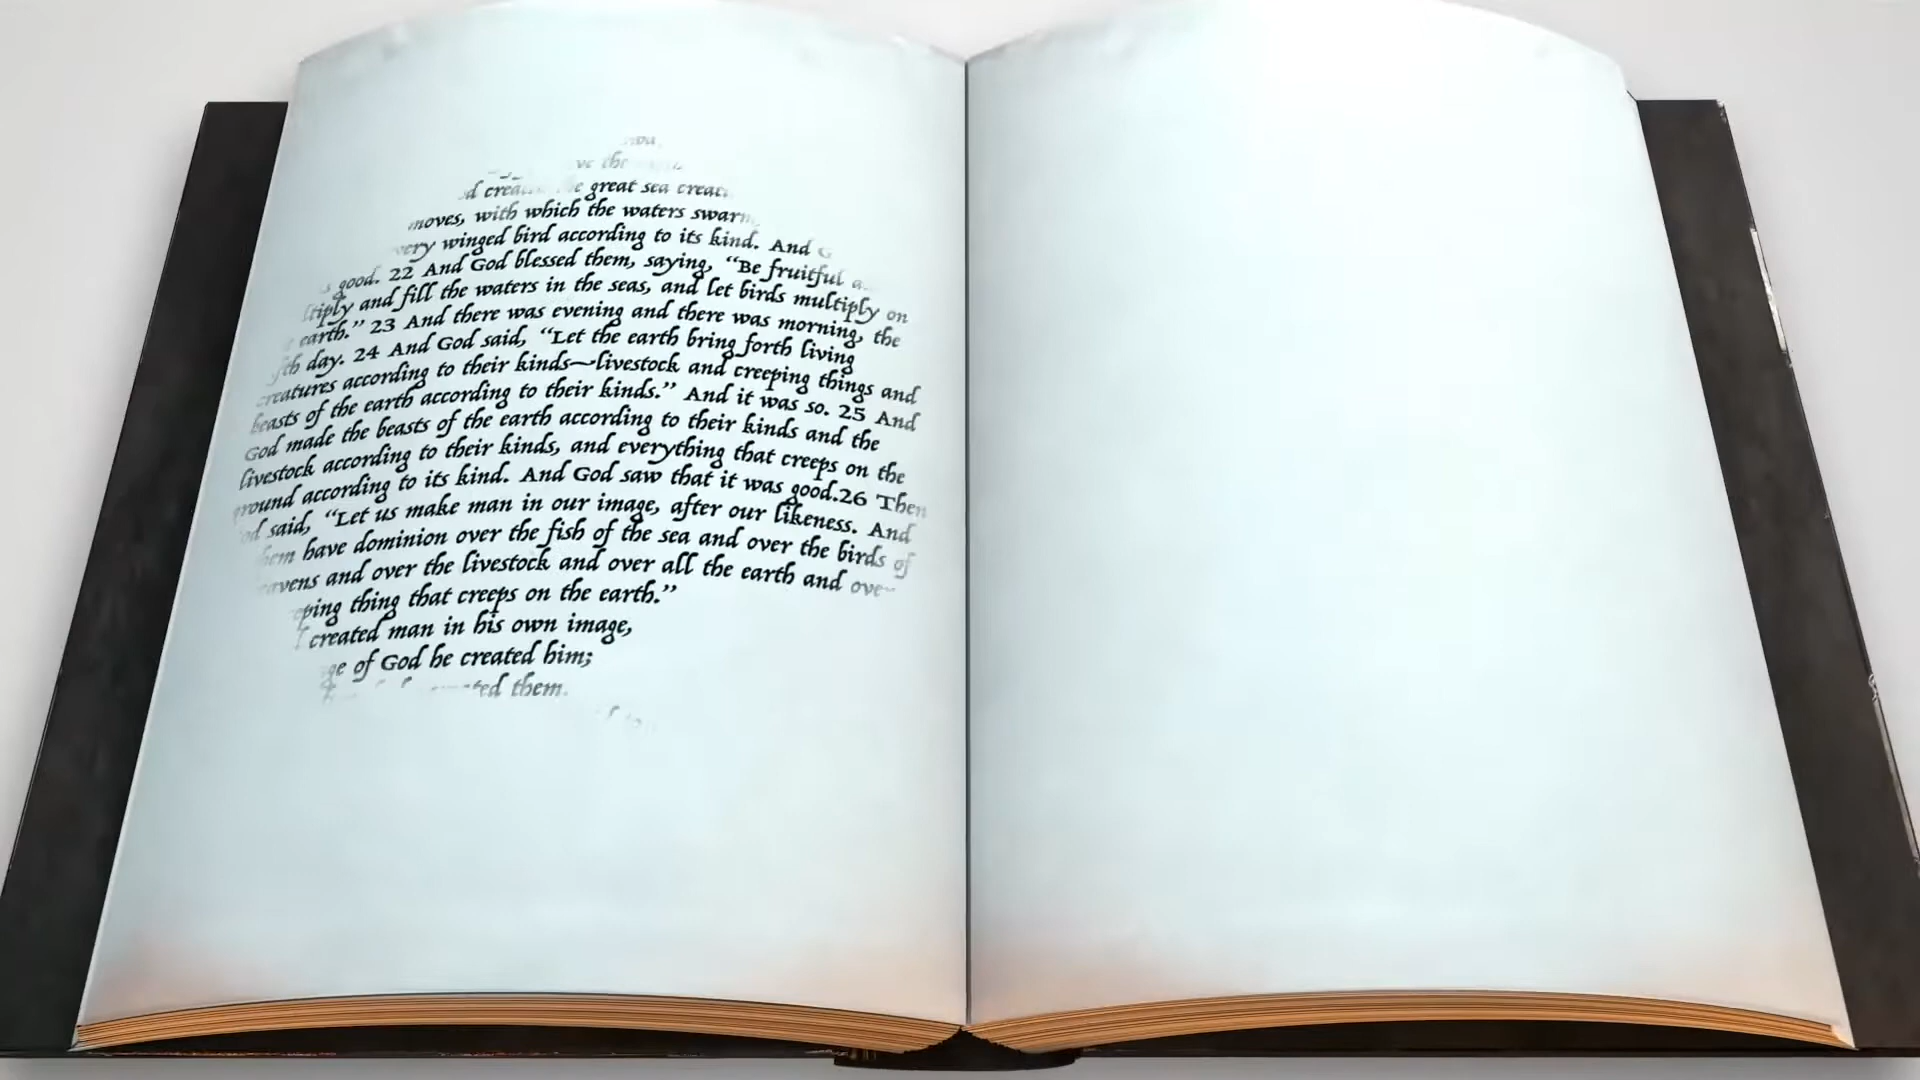 great sea
moves, with which the waters swarm
every winged bird according to its kind. And
good. 22 And God blessed them, saying, “Be fruitful
and fill the waters in the seas, and let birds multiply on
earth.” 23 And there was evening and there was morning, the
day. 24 And God said, “Let the earth bring forth living
creatures according to their kinds—livestock and creeping things and
beasts of the earth according to their kinds.” And it was so. 25 And
God made the beasts of the earth according to their kinds and the
livestock according to their kinds, and everything that creeps on the
ground according to its kind. And God saw that it was good.26 Then
said, “Let us make man in our image, after our likeness. And
them have dominion over the fish of the sea and over the birds of
and over the livestock and over all the earth and over
thing that creeps on the earth.”
created man in his own image,
of God he created him;
them.